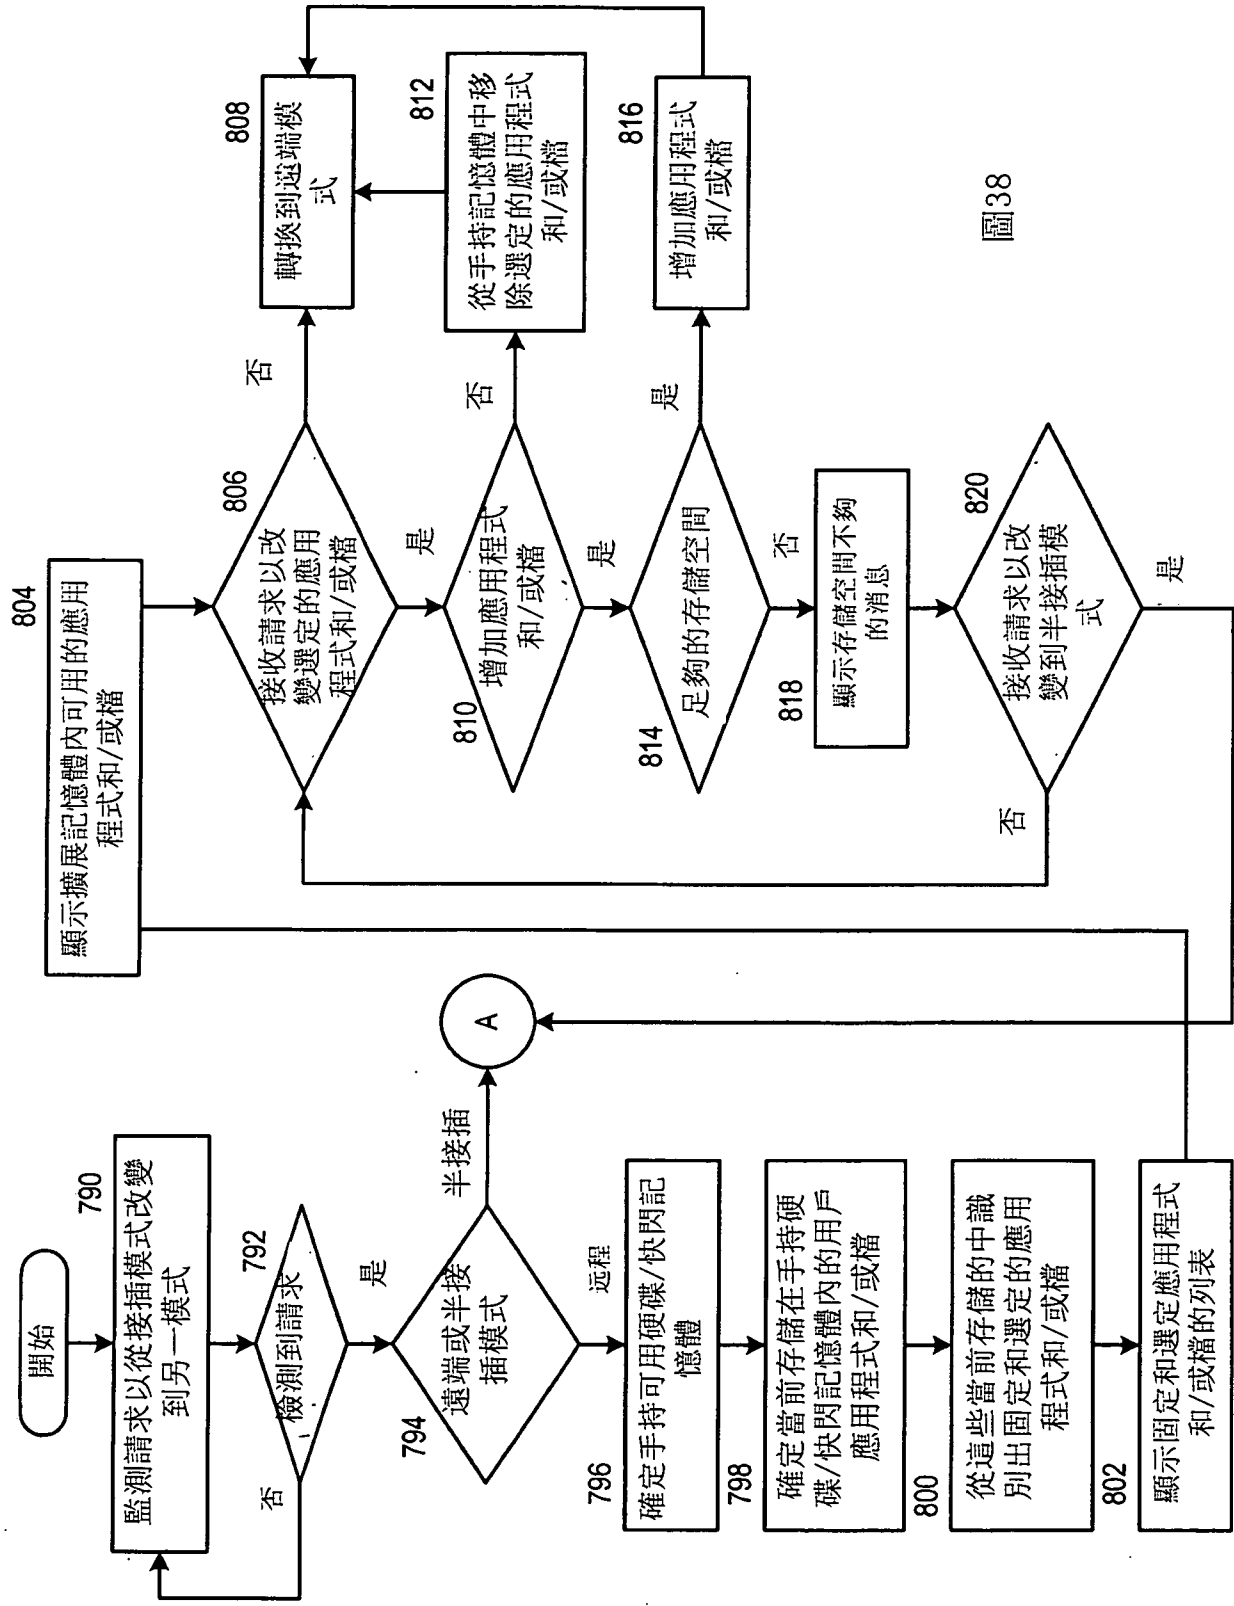 開始
790
監測請求以從接插模式改變
到另一模式
792
檢測到請求
否
是
794
遠端或半接
插模式
半接插
A
远程
796
確定手持可用硬碟/快閃記
憶體
798
確定當前存儲在手持硬
碟/快閃記憶體內的用戶
應用程式和/或檔
800
從這些當前存儲的中識
別出固定和選定的應用
程式和/或檔
802
顯示固定和選定應用程式
和/或檔的列表
804
顯示擴展記憶體內可用的應用
程式和/或檔
806
接收請求以改
變選定的應用
程式和/或檔
否
808
轉換到遠端模
式
是
810
增加應用程式
和/或檔
否
812
從手持記憶體中移
除選定的應用程式
和/或檔
是
814
足夠的存儲空間
是
816
增加應用程式
和/或檔
否
818
顯示存儲空間不夠
的消息
820
接收請求以改
變到半接插模
式
否
是
圖38